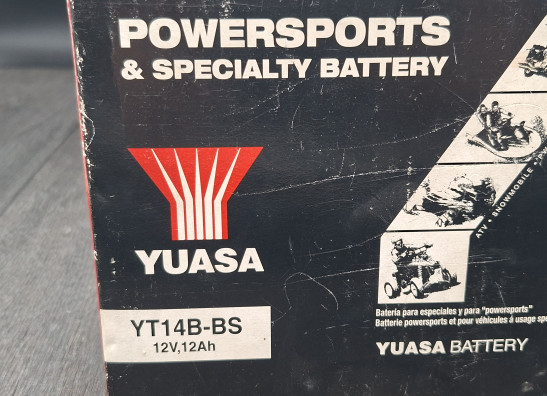 POWERSPORTS
& SPECIALTY BATTERY
YUASA
YT14B-BS
12V,12Ah
ATV • SNOWMOBILE •
Batería para especiales y para "powersports"
Batterie powersports et pour véhicules á usage spé
YUASA BATTERY